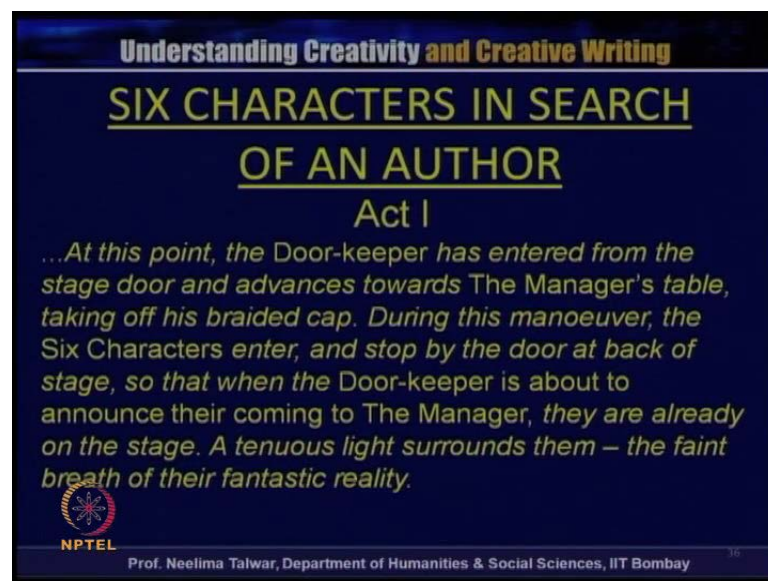 Understanding Creativity and Creative Writing
SIX CHARACTERS IN SEARCH
OF AN AUTHOR
Act I
...At this point, the Door-keeper has entered from the
stage door and advances towards The Manager's table,
taking off his braided cap. During this manoeuver, the
Six Characters enter, and stop by the door at back of
stage, so that when the Door-keeper is about to
announce their coming to The Manager, they are already
on the stage. A tenuous light surrounds them – the faint
breath of their fantastic reality.
NPTEL
36
Prof. Neelima Talwar, Department of Humanities & Social Sciences, IIT Bombay